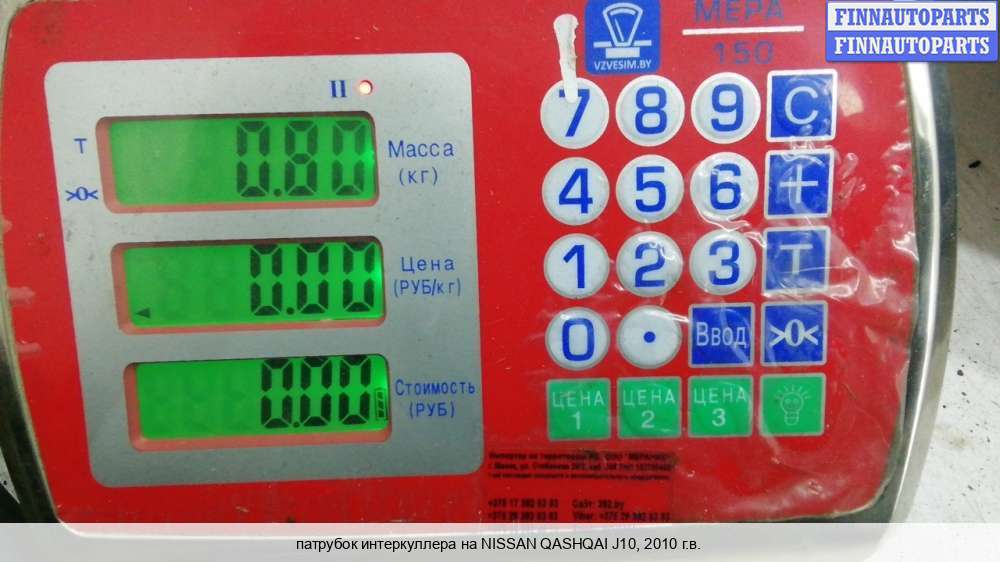 FINNAUTOPARTS
FINNAUTOPARTS
МЕРА
150
VZVESIM.BY
T
>0<
0.80
Масса
(кг)
0.00
Цена
(РУБ/кг)
0.00
Стоимость
(РУБ)
7 8 9 C
4 5 6 +
1 2 3 T
0 . Ввод >0<
ЦЕНА 1
ЦЕНА 2
ЦЕНА 3
патрубок интеркуллера на NISSAN QASHQAI J10, 2010 г.в.